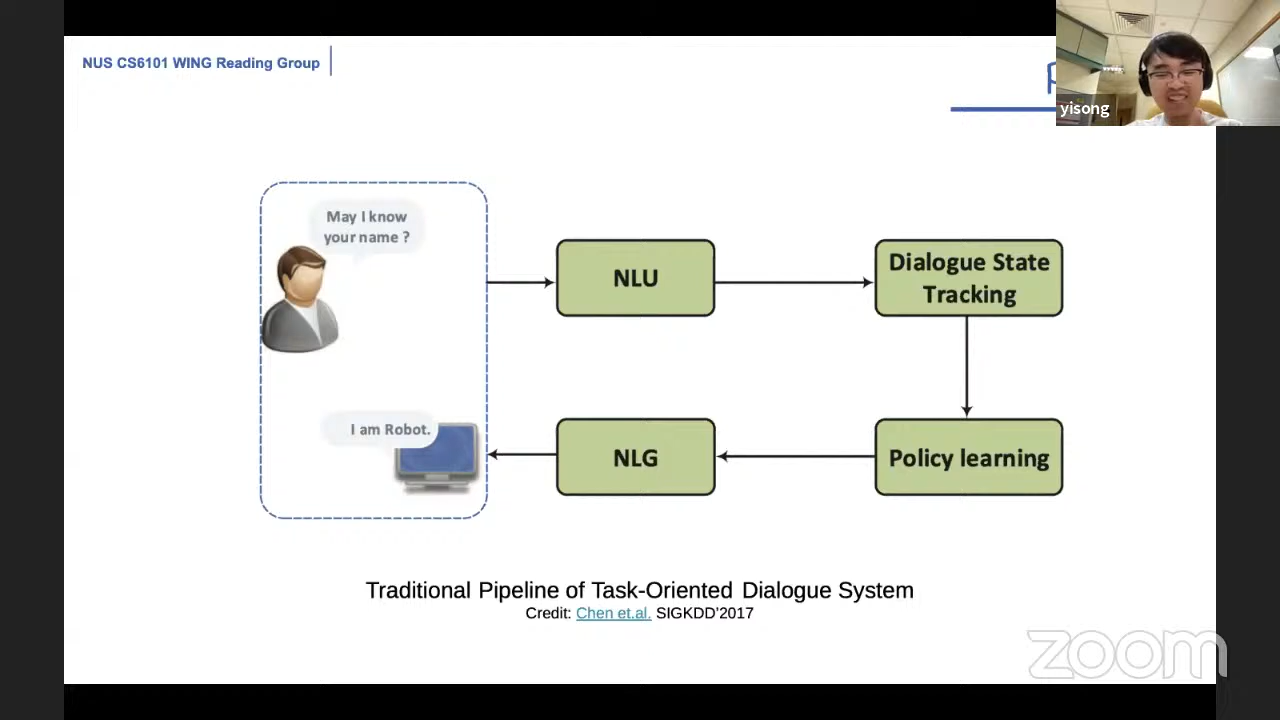 NUS CS6101 WING Reading Group
yisong
May I know
your name ?
NLU
Dialogue State
Tracking
I am Robot.
NLG
Policy learning
Traditional Pipeline of Task-Oriented Dialogue System
Credit: Chen et.al. SIGKDD'2017
zoom